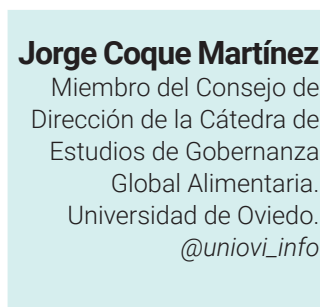 Jorge Coque Martínez
Miembro del Consejo de
Dirección de la Cátedra de
Estudios de Gobernanza
Global Alimentaria.
Universidad de Oviedo.
@uniovi_info